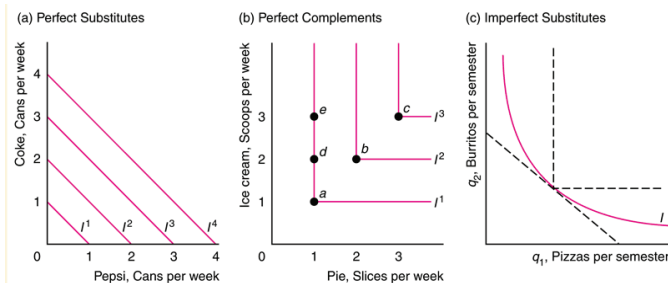 (a) Perfect Substitutes
Coke, Cans per week
4
3
2
1
0
I¹
I²
I³
I⁴
1
2
3
4
Pepsi, Cans per week
(b) Perfect Complements
Ice cream, Scoops per week
3
2
1
0
e
d
a
b
c
I³
I²
I¹
1
2
3
Pie, Slices per week
(c) Imperfect Substitutes
q₂, Burritos per semester
I
q₁, Pizzas per semester